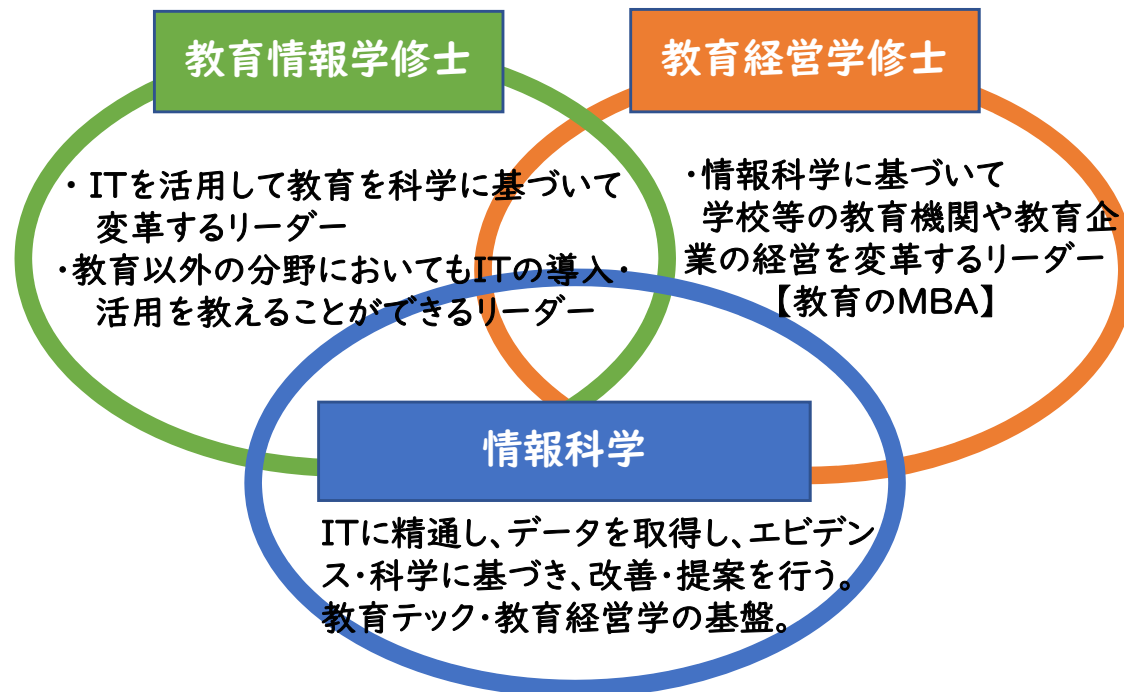 教育情報学修士
教育経営学修士
・ITを活用して教育を科学に基づいて
変革するリーダー
・教育以外の分野においてもITの導入・
活用を教えることができるリーダー
・情報科学に基づいて
学校等の教育機関や教育企
業の経営を変革するリーダー
【教育のMBA】
情報科学
ITに精通し、データを取得し、エビデン
ス・科学に基づき、改善・提案を行う。
教育テック・教育経営学の基盤。